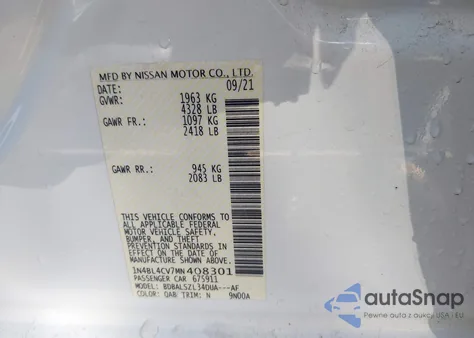 MFD BY NISSAN MOTOR CO., LTD.
DATE: 09/21
GVWR: 1963 KG
4328 LB
GAWR FR.: 1097 KG
2418 LB
GAWR RR.: 945 KG
2083 LB
THIS VEHICLE CONFORMS TO
ALL APPLICABLE FEDERAL
MOTOR VEHICLE SAFETY,
BUMPER, AND THEFT
PREVENTION STANDARDS IN
EFFECT ON THE DATE OF
MANUFACTURE SHOWN ABOVE.
1N4BL4CV7MN408301
PASSENGER CAR 675911
MODEL: BDBALSZL34DUA---AF
COLOR: QAB TRIM: N 9N00A
autoSnap
Pewne auta z aukcji USA i EU